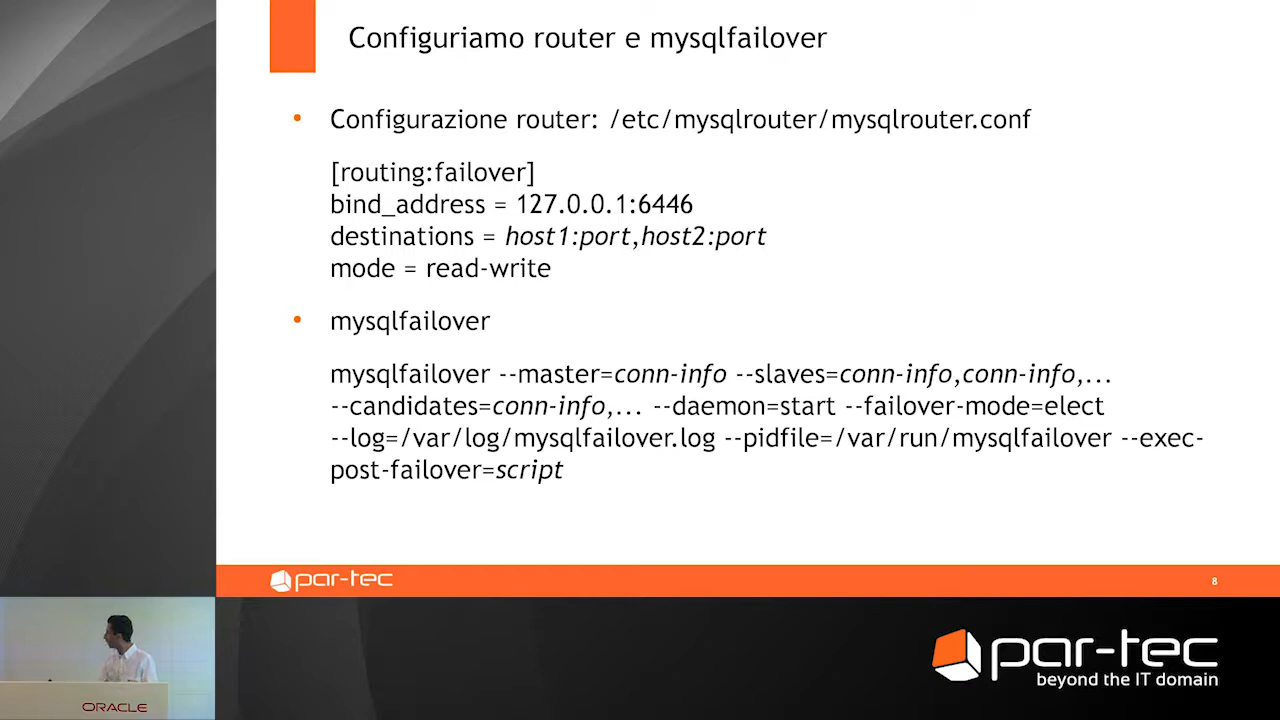 Configuriamo router e mysqlfailover
• Configurazione router: /etc/mysqlrouter/mysqlrouter.conf
[routing:failover]
bind_address = 127.0.0.1:6446
destinations = host1:port,host2:port
mode = read-write
• mysqlfailover
mysqlfailover --master=conn-info --slaves=conn-info,conn-info,...
--candidates=conn-info,... --daemon=start --failover-mode=elect
--log=/var/log/mysqlfailover.log --pidfile=/var/run/mysqlfailover --exec-
post-failover=script
par-tec
8
ORACLE
par-tec
beyond the IT domain